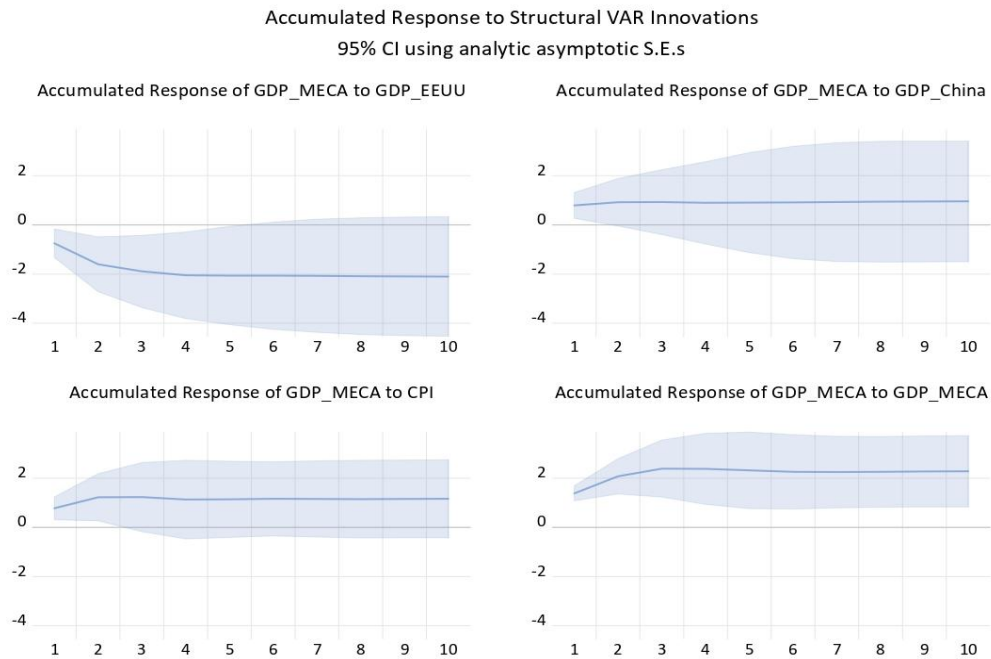 Accumulated Response to Structural VAR Innovations
95% CI using analytic asymptotic S.E.s
Accumulated Response of GDP_MECA to GDP_EEUU
2
0
-2
-4
1 2 3 4 5 6 7 8 9 10
Accumulated Response of GDP_MECA to GDP_China
2
0
-2
-4
1 2 3 4 5 6 7 8 9 10
Accumulated Response of GDP_MECA to CPI
2
0
-2
-4
1 2 3 4 5 6 7 8 9 10
Accumulated Response of GDP_MECA to GDP_MECA
2
0
-2
-4
1 2 3 4 5 6 7 8 9 10